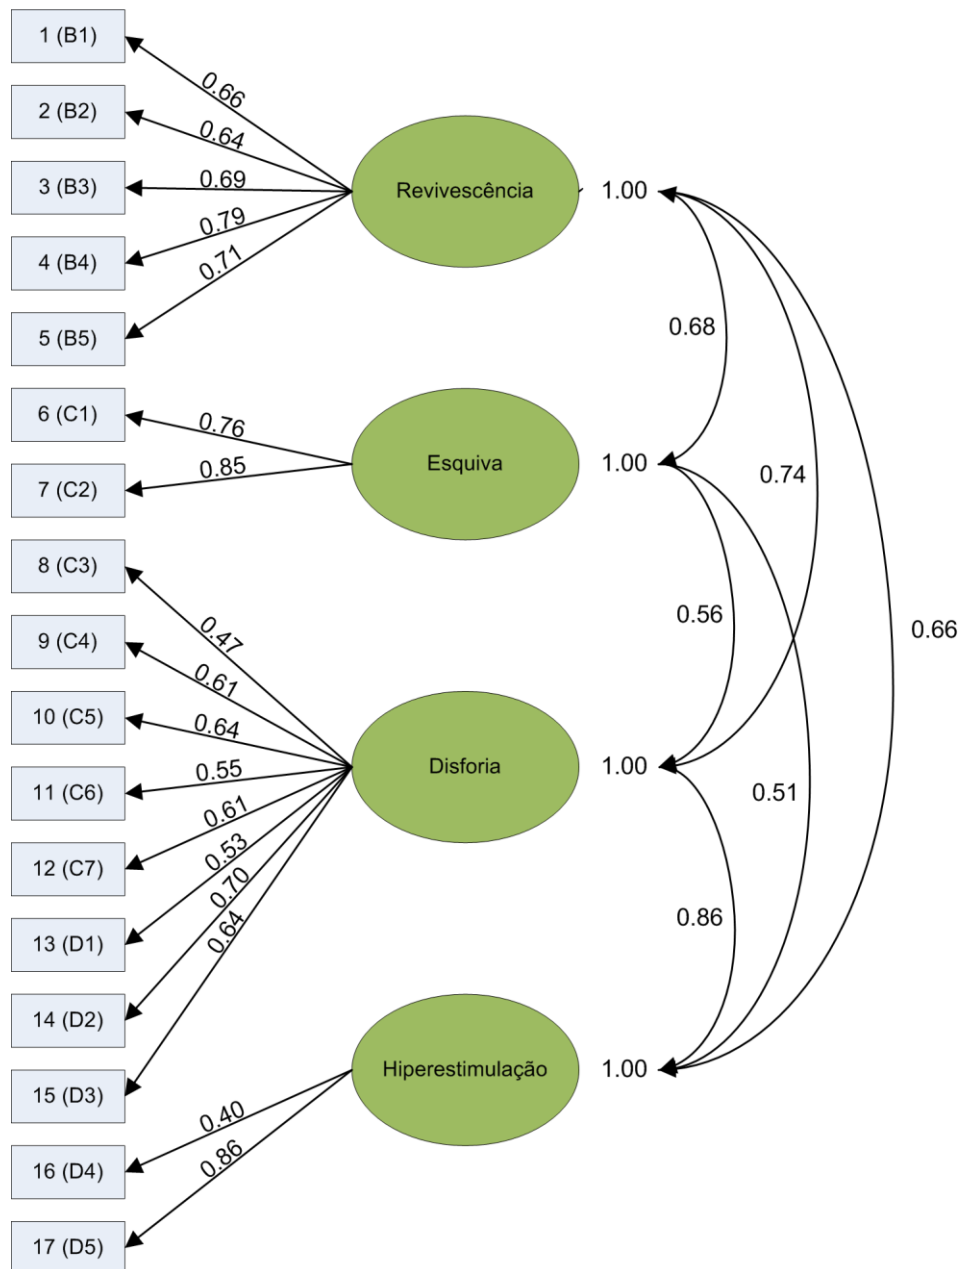 1 (B1)
0.66
2 (B2)
0.64
3 (B3)
0.69
Revivescência
1.00
4 (B4)
0.79
5 (B5)
0.71
0.68
6 (C1)
0.76
Esquiva
1.00
7 (C2)
0.85
0.74
8 (C3)
0.47
9 (C4)
0.61
0.56
0.66
10 (C5)
0.64
Disforia
1.00
11 (C6)
0.55
0.51
12 (C7)
0.61
13 (D1)
0.53
0.86
14 (D2)
0.70
15 (D3)
0.64
Hiperestimulação
1.00
16 (D4)
0.40
17 (D5)
0.86